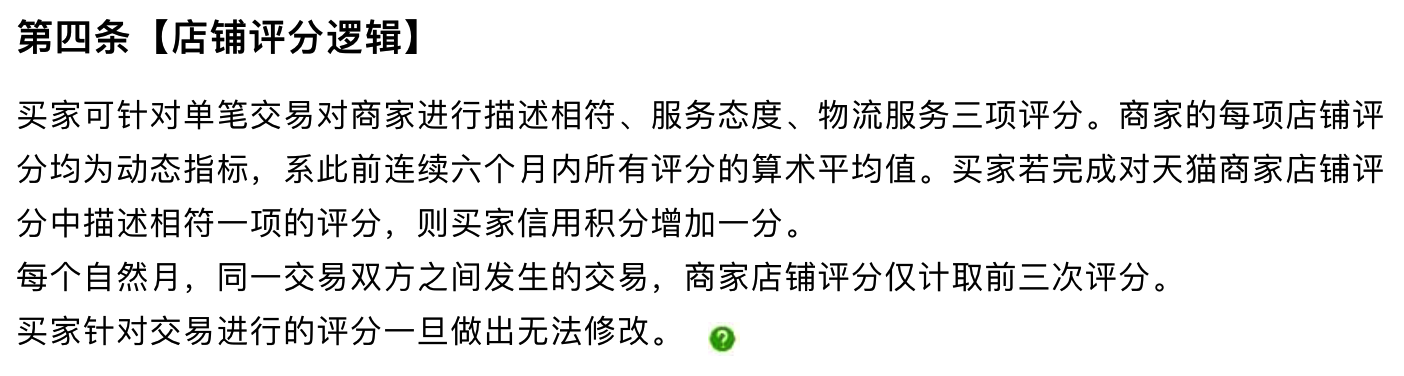 第四条【店铺评分逻辑】
买家可针对单笔交易对商家进行描述相符、服务态度、物流服务三项评分。商家的每项店铺评
分均为动态指标，系此前连续六个月内所有评分的算术平均值。买家若完成对天猫商家店铺评
分中描述相符一项的评分，则买家信用积分增加一分。
每个自然月，同一交易双方之间发生的交易，商家店铺评分仅计取前三次评分。
买家针对交易进行的评分一旦做出无法修改。 ?